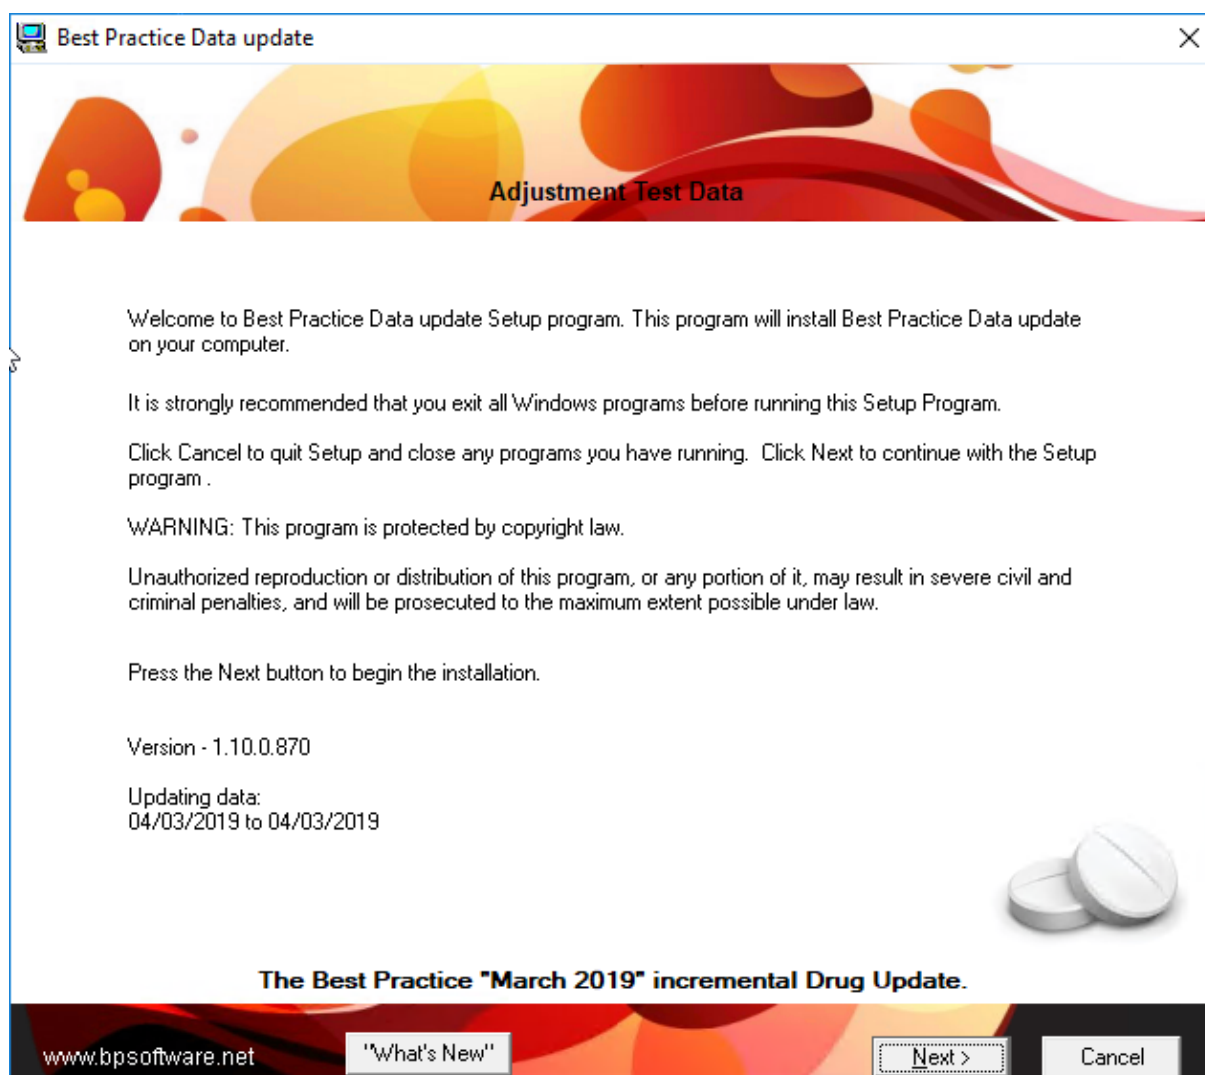 Best Practice Data update
Adjustment Test Data
Welcome to Best Practice Data update Setup program. This program will install Best Practice Data update
on your computer.
It is strongly recommended that you exit all Windows programs before running this Setup Program.
Click Cancel to quit Setup and close any programs you have running.  Click Next to continue with the Setup
program .
WARNING: This program is protected by copyright law.
Unauthorized reproduction or distribution of this program, or any portion of it, may result in severe civil and
criminal penalties, and will be prosecuted to the maximum extent possible under law.
Press the Next button to begin the installation.
Version - 1.10.0.870
Updating data:
04/03/2019 to 04/03/2019
The Best Practice "March 2019" incremental Drug Update.
www.bpsoftware.net
"What's New"
Next >
Cancel